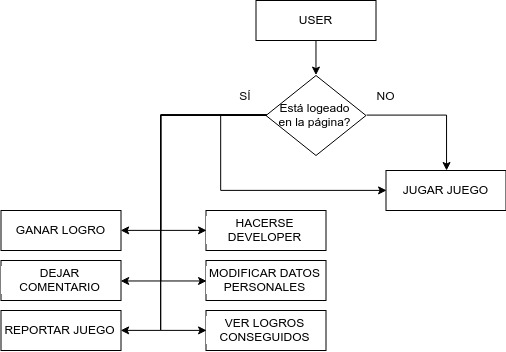 USER
SÍ
NO
Está logeado
en la página?
JUGAR JUEGO
GANAR LOGRO
HACERSE
DEVELOPER
DEJAR
COMENTARIO
MODIFICAR DATOS
PERSONALES
REPORTAR JUEGO
VER LOGROS
CONSEGUIDOS